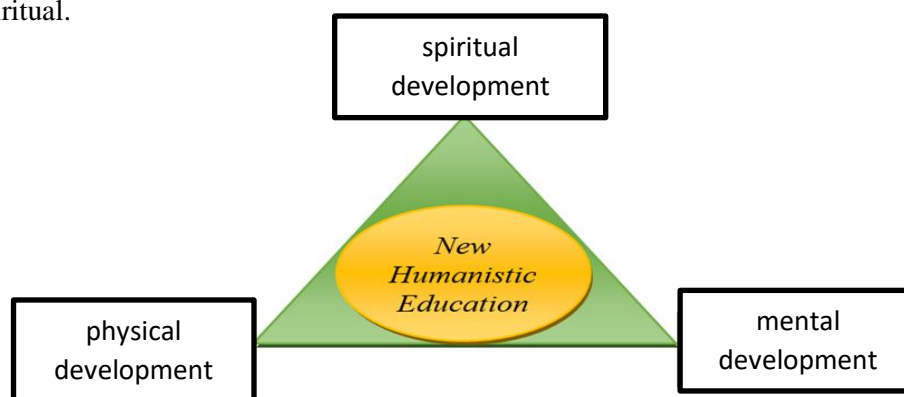 ritual.
spiritual
development
New
Humanistic
Education
physical
development
mental
development